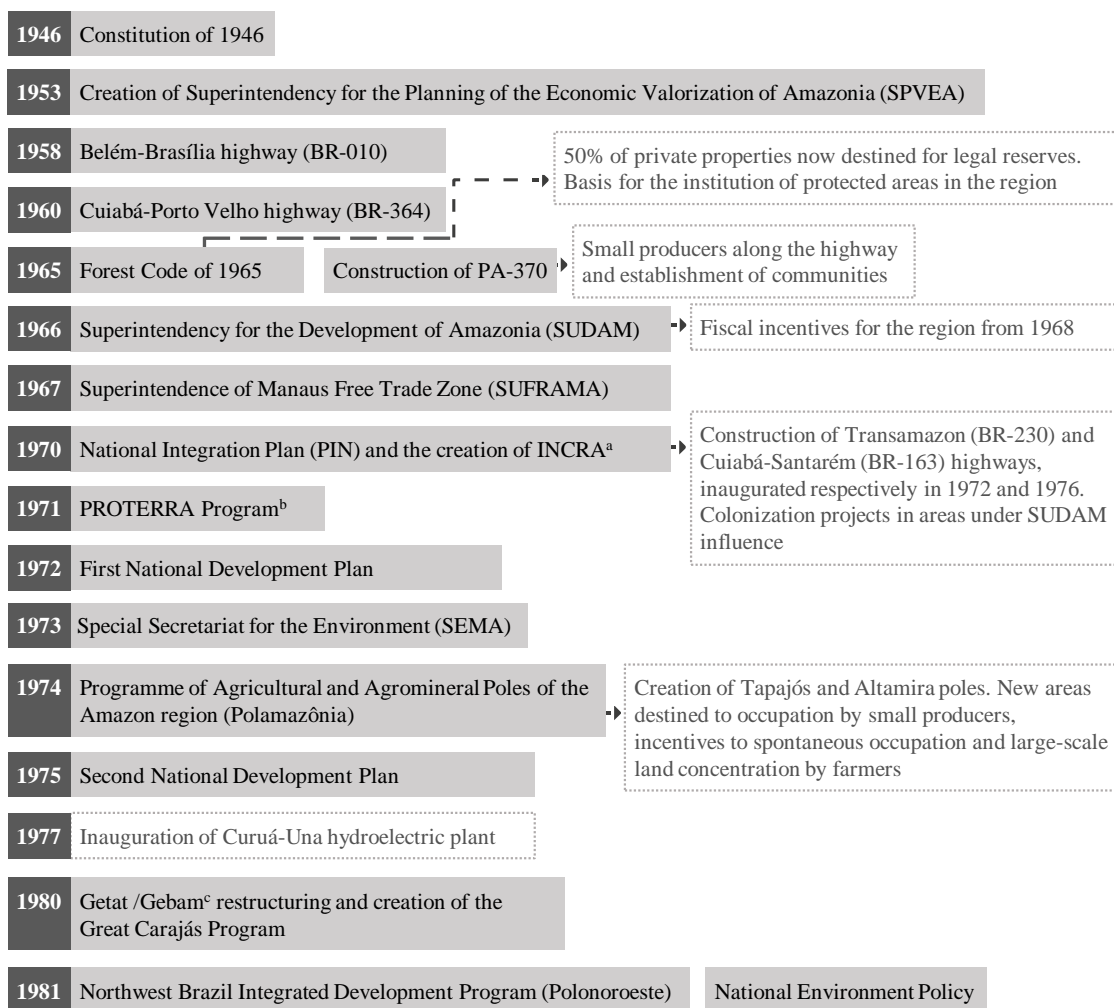 1946 Constitution of 1946
1953 Creation of Superintendency for the Planning of the Economic Valorization of Amazonia (SPVEA)
1958 Belém-Brasília highway (BR-010)
50% of private properties now destined for legal reserves.
Basis for the institution of protected areas in the region
1960 Cuiabá-Porto Velho highway (BR-364)
1965 Forest Code of 1965
Construction of PA-370
Small producers along the highway
and establishment of communities
1966 Superintendency for the Development of Amazonia (SUDAM)
Fiscal incentives for the region from 1968
1967 Superintendence of Manaus Free Trade Zone (SUFRAMA)
1970 National Integration Plan (PIN) and the creation of INCRAᵃ
Construction of Transamazon (BR-230) and
Cuiabá-Santarém (BR-163) highways,
inaugurated respectively in 1972 and 1976.
Colonization projects in areas under SUDAM
influence
1971 PROTERRA Programᵇ
1972 First National Development Plan
1973 Special Secretariat for the Environment (SEMA)
1974 Programme of Agricultural and Agromineral Poles of the
Amazon region (Polamazônia)
Creation of Tapajós and Altamira poles. New areas
destined to occupation by small producers,
incentives to spontaneous occupation and large-scale
land concentration by farmers
1975 Second National Development Plan
1977 Inauguration of Curuá-Una hydroelectric plant
1980 Getat /Gebamᶜ restructuring and creation of the
Great Carajás Program
1981 Northwest Brazil Integrated Development Program (Polonoroeste)
National Environment Policy